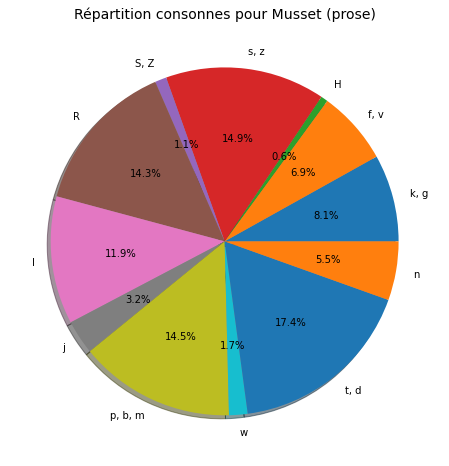 Répartition consonnes pour Musset (prose)
k, g
8.1%
f, v
6.9%
H
0.6%
s, z
14.9%
S, Z
1.1%
R
14.3%
l
11.9%
j
3.2%
p, b, m
14.5%
w
1.7%
t, d
17.4%
n
5.5%